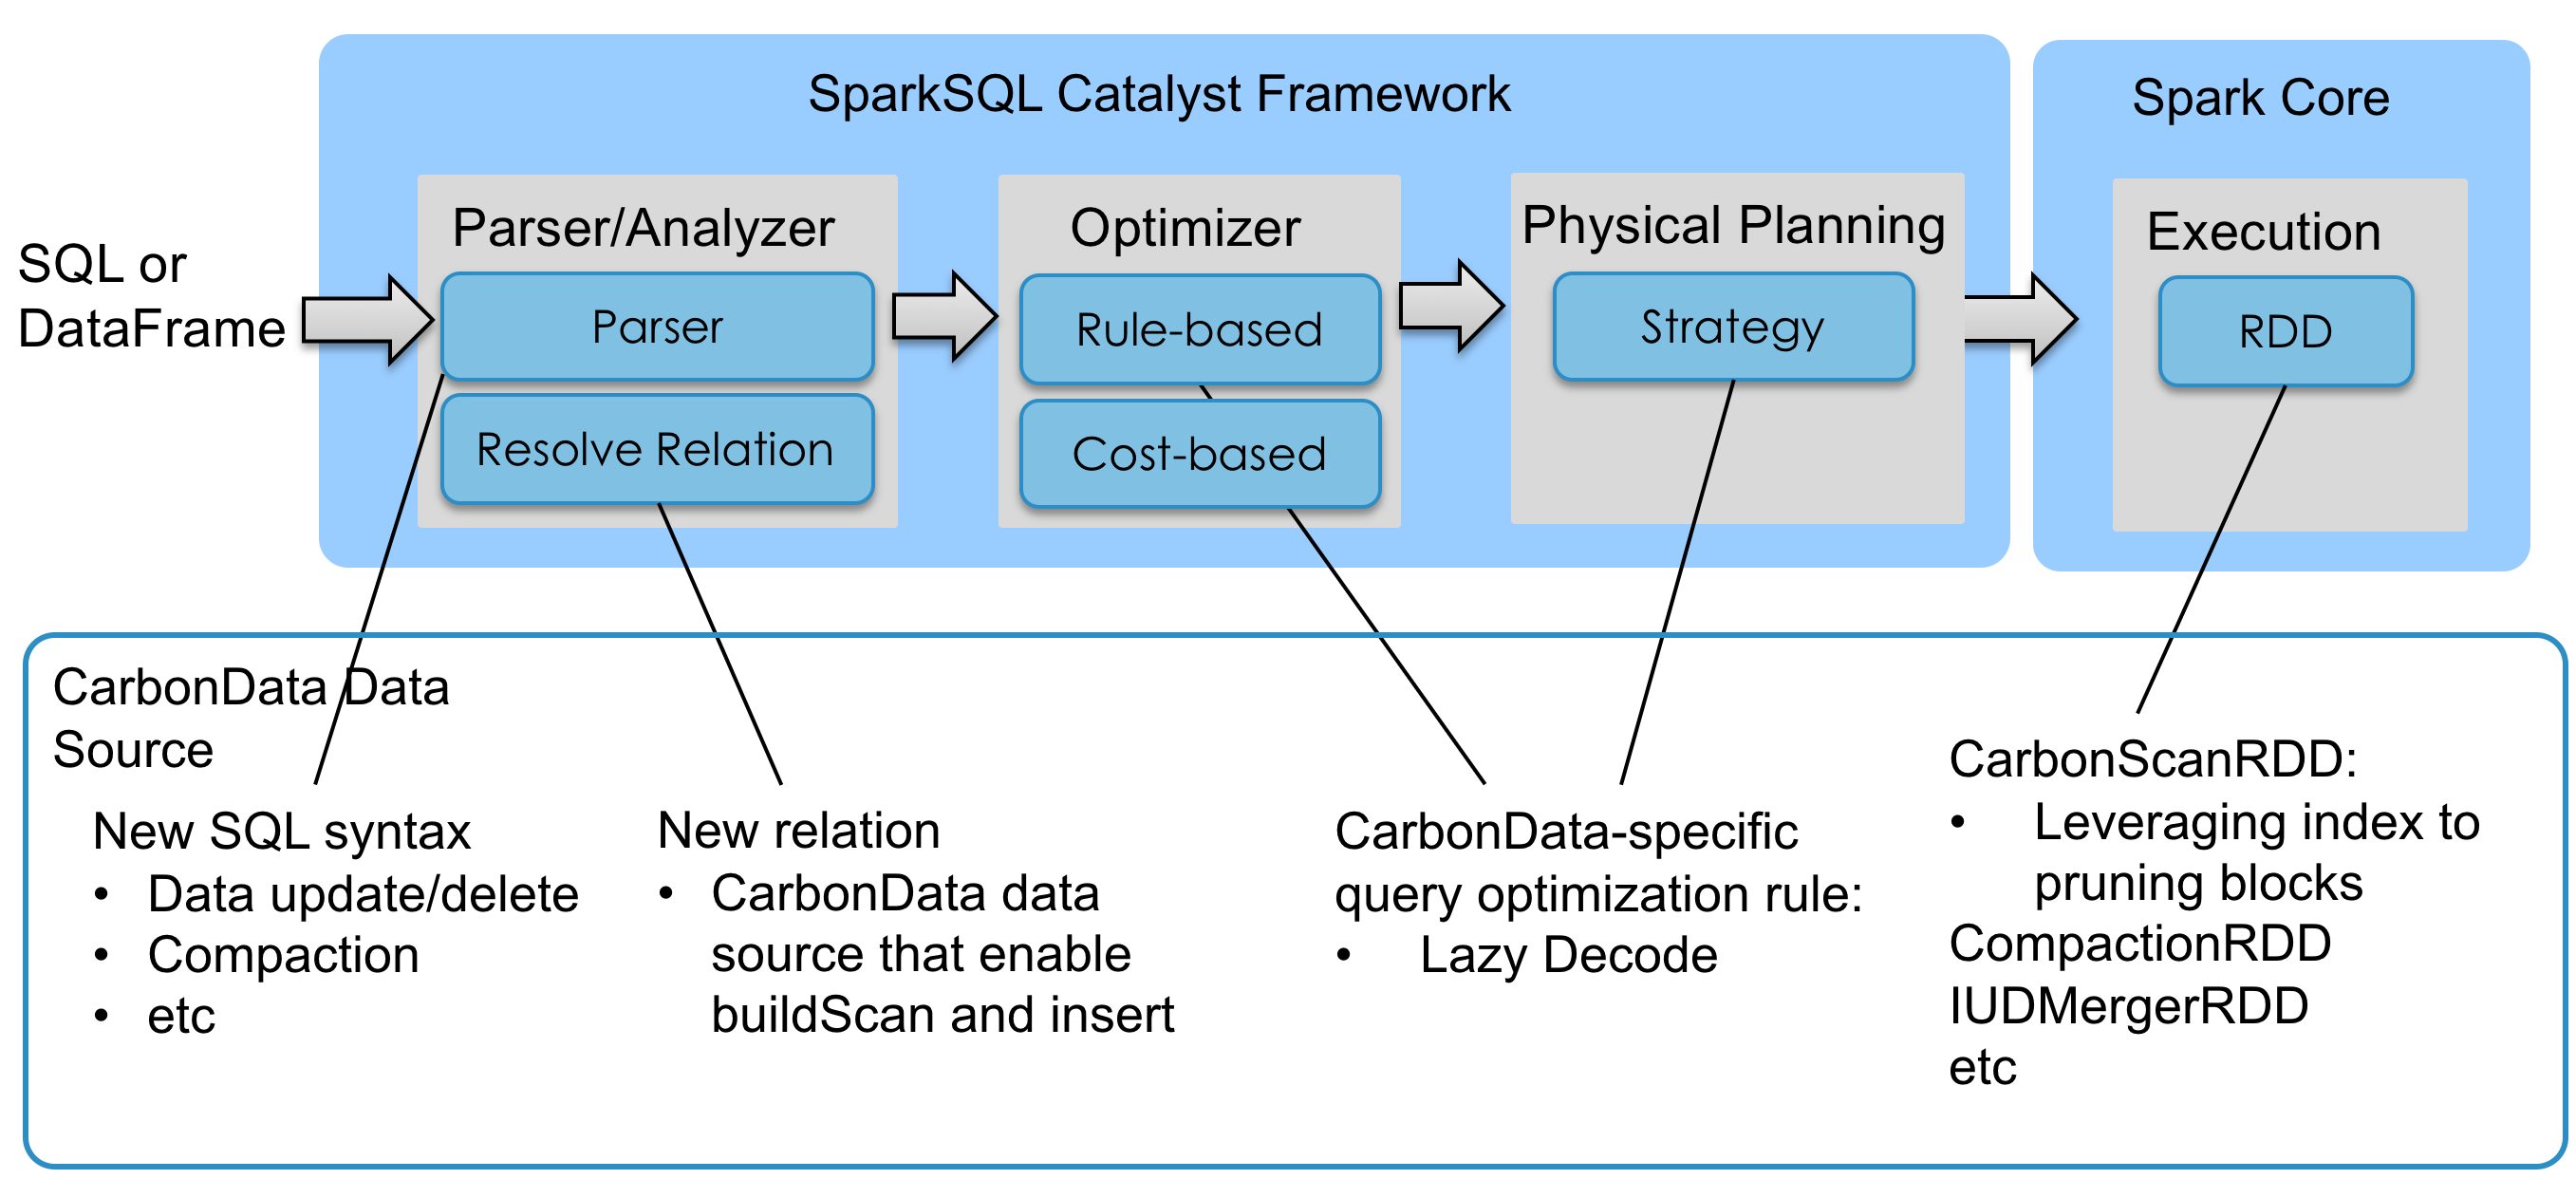 SparkSQL Catalyst Framework
Spark Core
SQL or
DataFrame
Parser/Analyzer
Parser
Resolve Relation
Optimizer
Rule-based
Cost-based
Physical Planning
Strategy
Execution
RDD
CarbonData Data
Source
New SQL syntax
• Data update/delete
• Compaction
• etc
New relation
• CarbonData data
source that enable
buildScan and insert
CarbonData-specific
query optimization rule:
• Lazy Decode
CarbonScanRDD:
• Leveraging index to
pruning blocks
CompactionRDD
IUDMergerRDD
etc